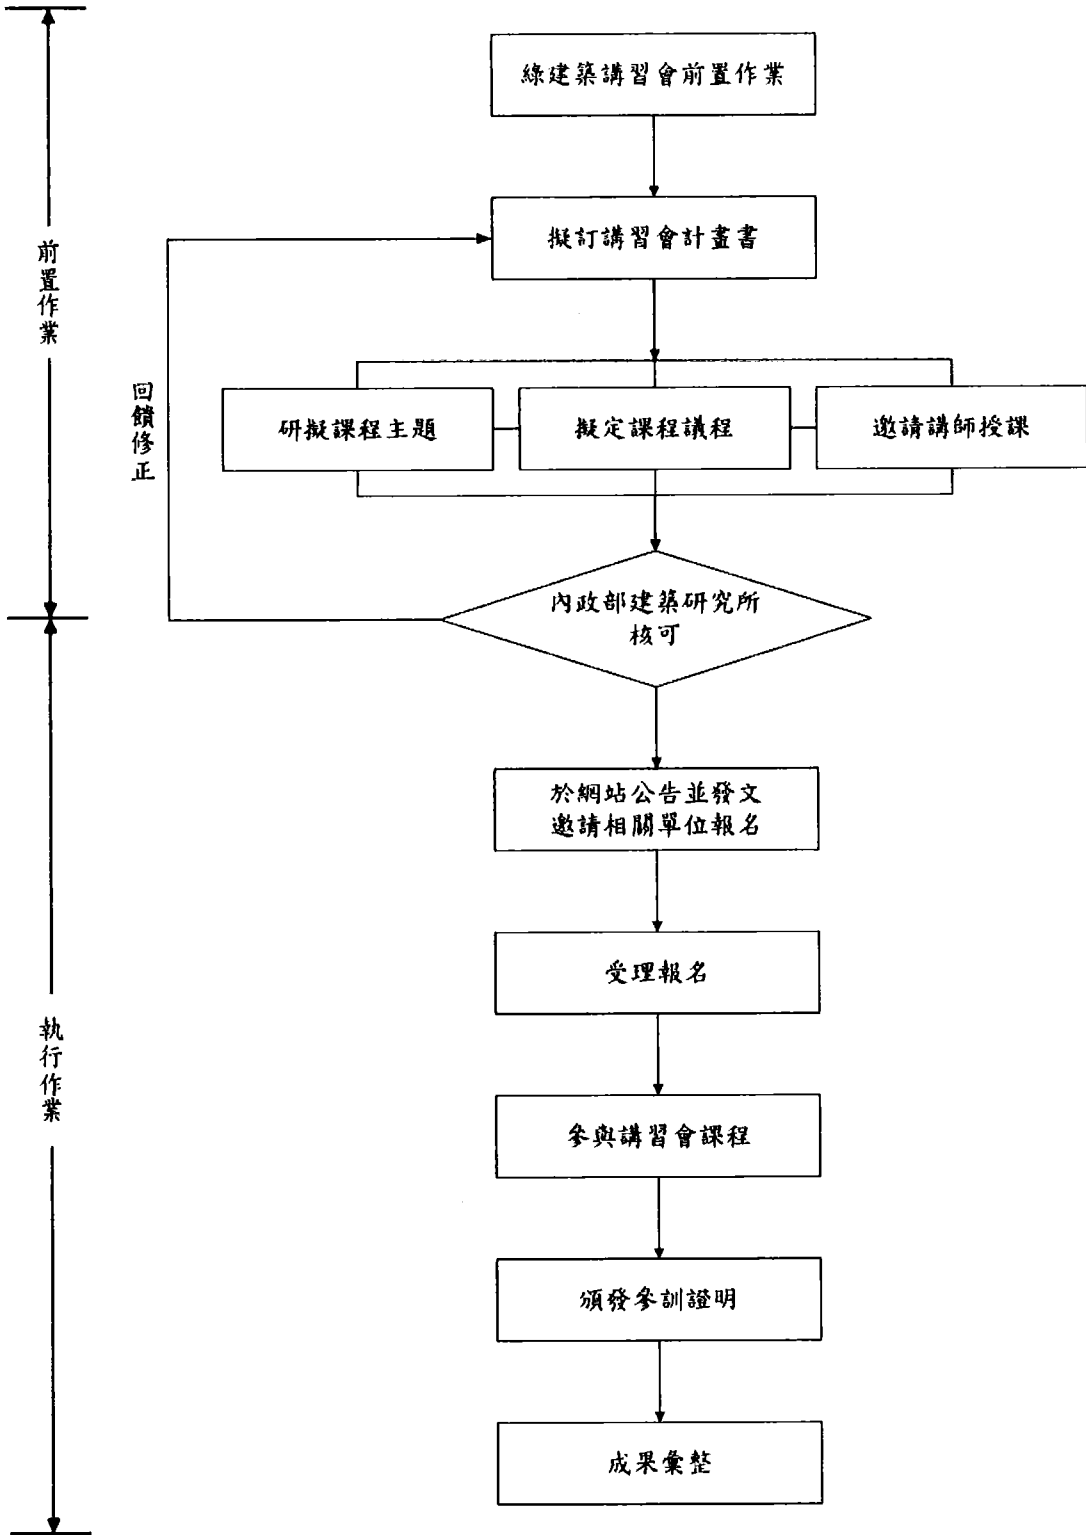 綠建築講習會前置作業
擬訂講習會計畫書
前置作業
回饋修正
研擬課程主題
擬定課程議程
邀請講師授課
內政部建築研究所
核可
於網站公告並發文
邀請相關單位報名
受理報名
執行作業
參與講習會課程
頒發參訓證明
成果彙整